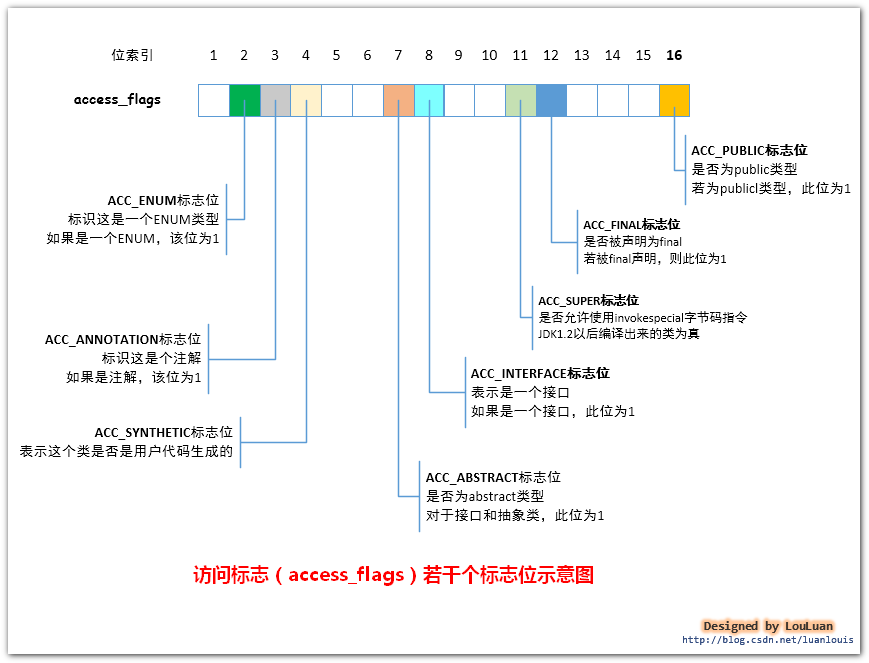 位索引 1 2 3 4 5 6 7 8 9 10 11 12 13 14 15 16
access_flags
ACC_PUBLIC标志位
是否为public类型
若为publicl类型，此位为1
ACC_ENUM标志位
标识这是一个ENUM类型
如果是一个ENUM，该位为1
ACC_FINAL标志位
是否被声明为final
若被final声明，则此位为1
ACC_SUPER标志位
是否允许使用invokespecial字节码指令
JDK1.2以后编译出来的类为真
ACC_ANNOTATION标志位
标识这是个注解
如果是注解，该位为1
ACC_INTERFACE标志位
表示是一个接口
如果是一个接口，此位为1
ACC_SYNTHETIC标志位
表示这个类是否是用户代码生成的
ACC_ABSTRACT标志位
是否为abstract类型
对于接口和抽象类，此位为1
访问标志（access_flags）若干个标志位示意图
Designed by LouLuan
http://blog.csdn.net/luanlouis